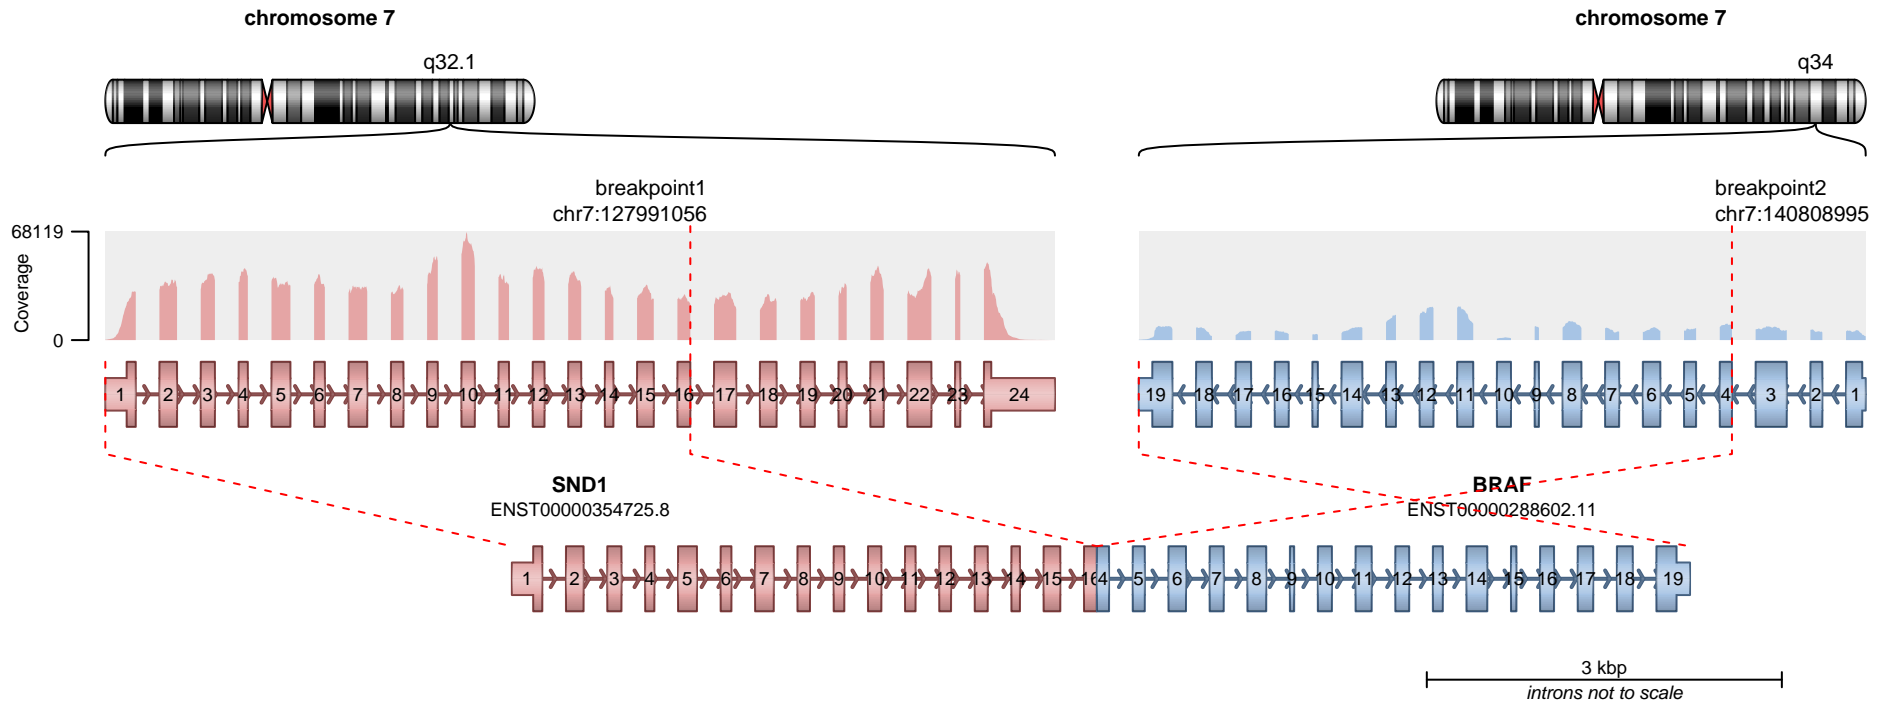 chromosome 7
chromosome 7
q32.1
q34
breakpoint1
chr7:127991056
breakpoint2
chr7:140808995
68119
Coverage
0
1 2 3 4 5 6 7 8 9 10 11 12 13 14 15 16 17 18 19 20 21 22 23 24
19 18 17 16 15 14 13 12 11 10 9 8 7 6 5 4 3 2 1
SND1
ENST00000354725.8
BRAF
ENST00000288602.11
1 2 3 4 5 6 7 8 9 10 11 12 13 14 15 16 4 5 6 7 8 9 10 11 12 13 14 15 16 17 18 19
3 kbp
introns not to scale